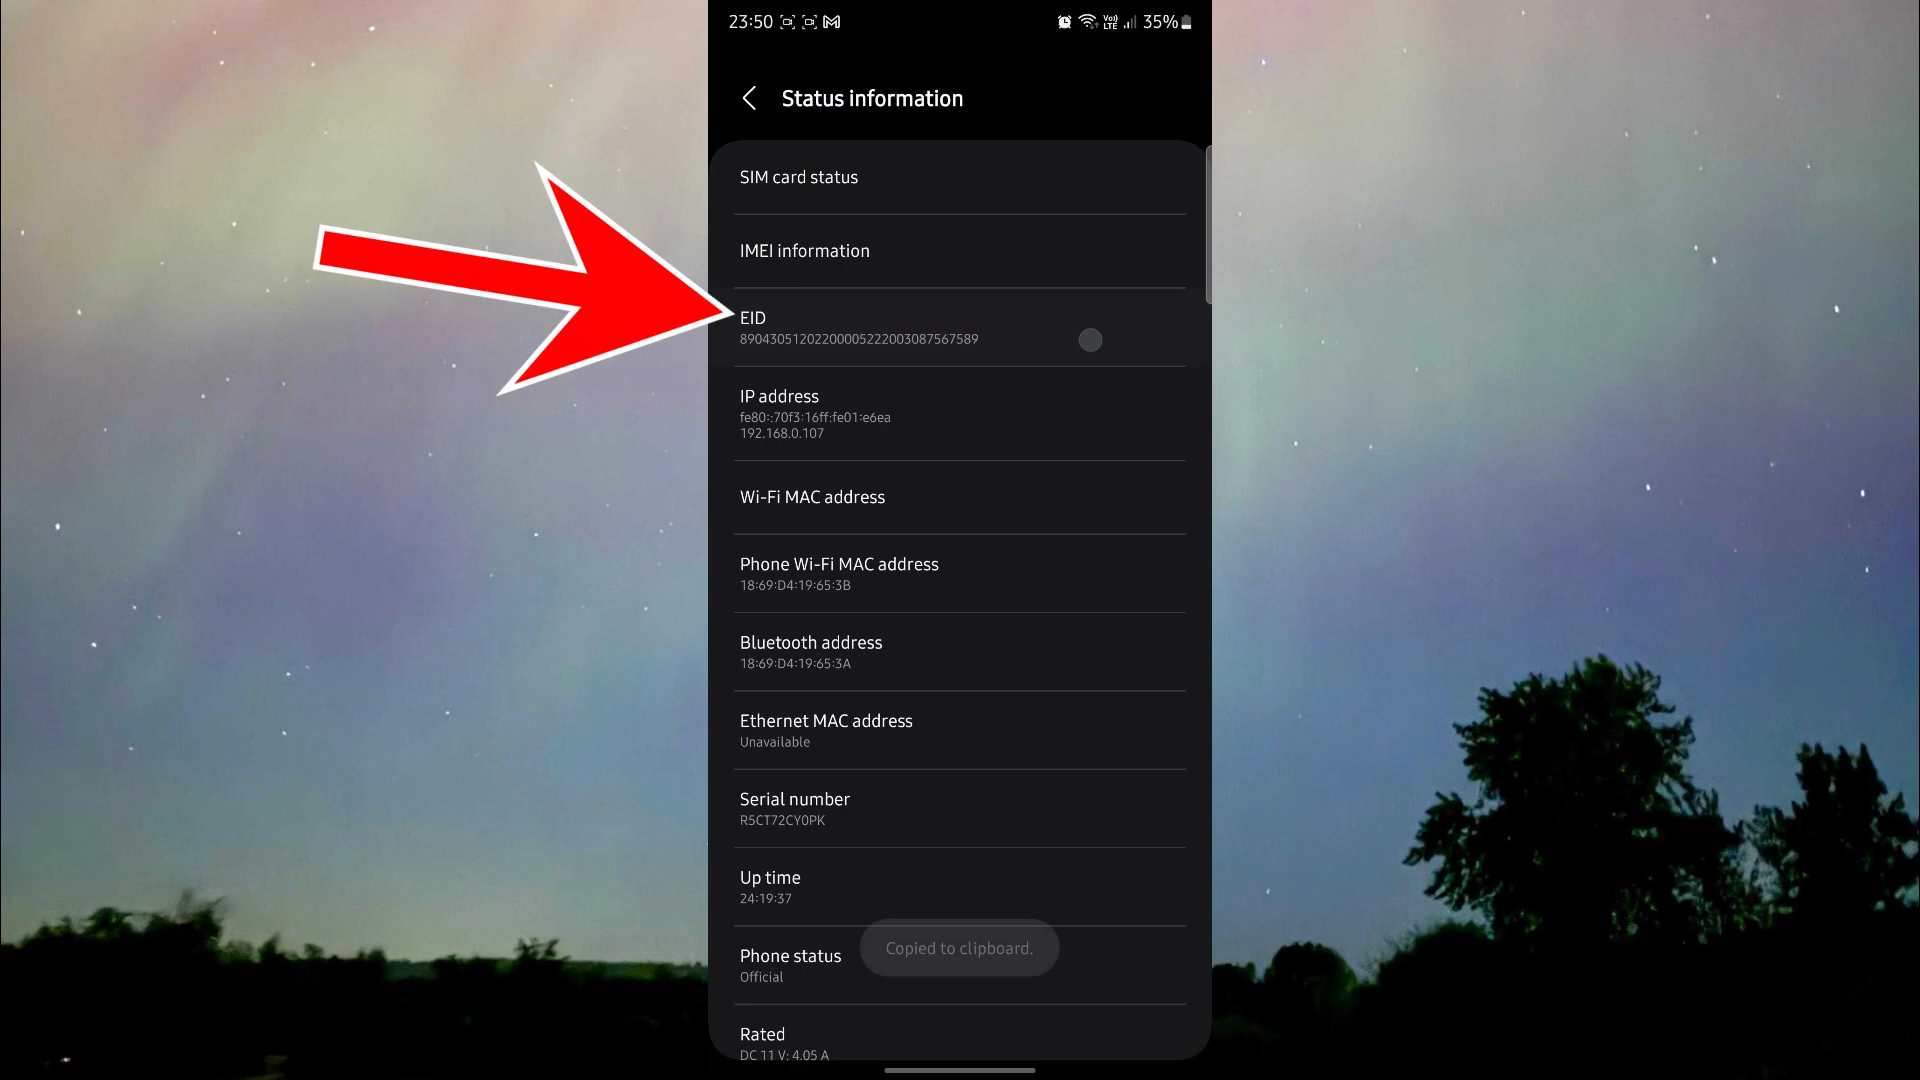 23:50
Vo)) LTE 35%
Status information
SIM card status
IMEI information
EID
89043051202200005222003087567589
IP address
fe80::70f3:16ff:fe01:e6ea
192.168.0.107
Wi-Fi MAC address
Phone Wi-Fi MAC address
18:69:D4:19:65:3B
Bluetooth address
18:69:D4:19:65:3A
Ethernet MAC address
Unavailable
Serial number
R5CT72CY0PK
Up time
24:19:37
Copied to clipboard.
Phone status
Official
Rated
DC 11 V; 4.05 A